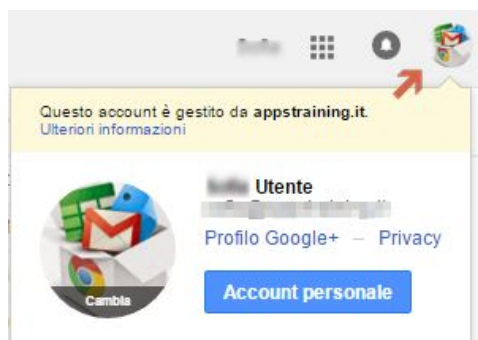 Questo account è gestito da appstraining.it.
Ulteriori informazioni
Utente
Profilo Google+ – Privacy
Cambia
Account personale